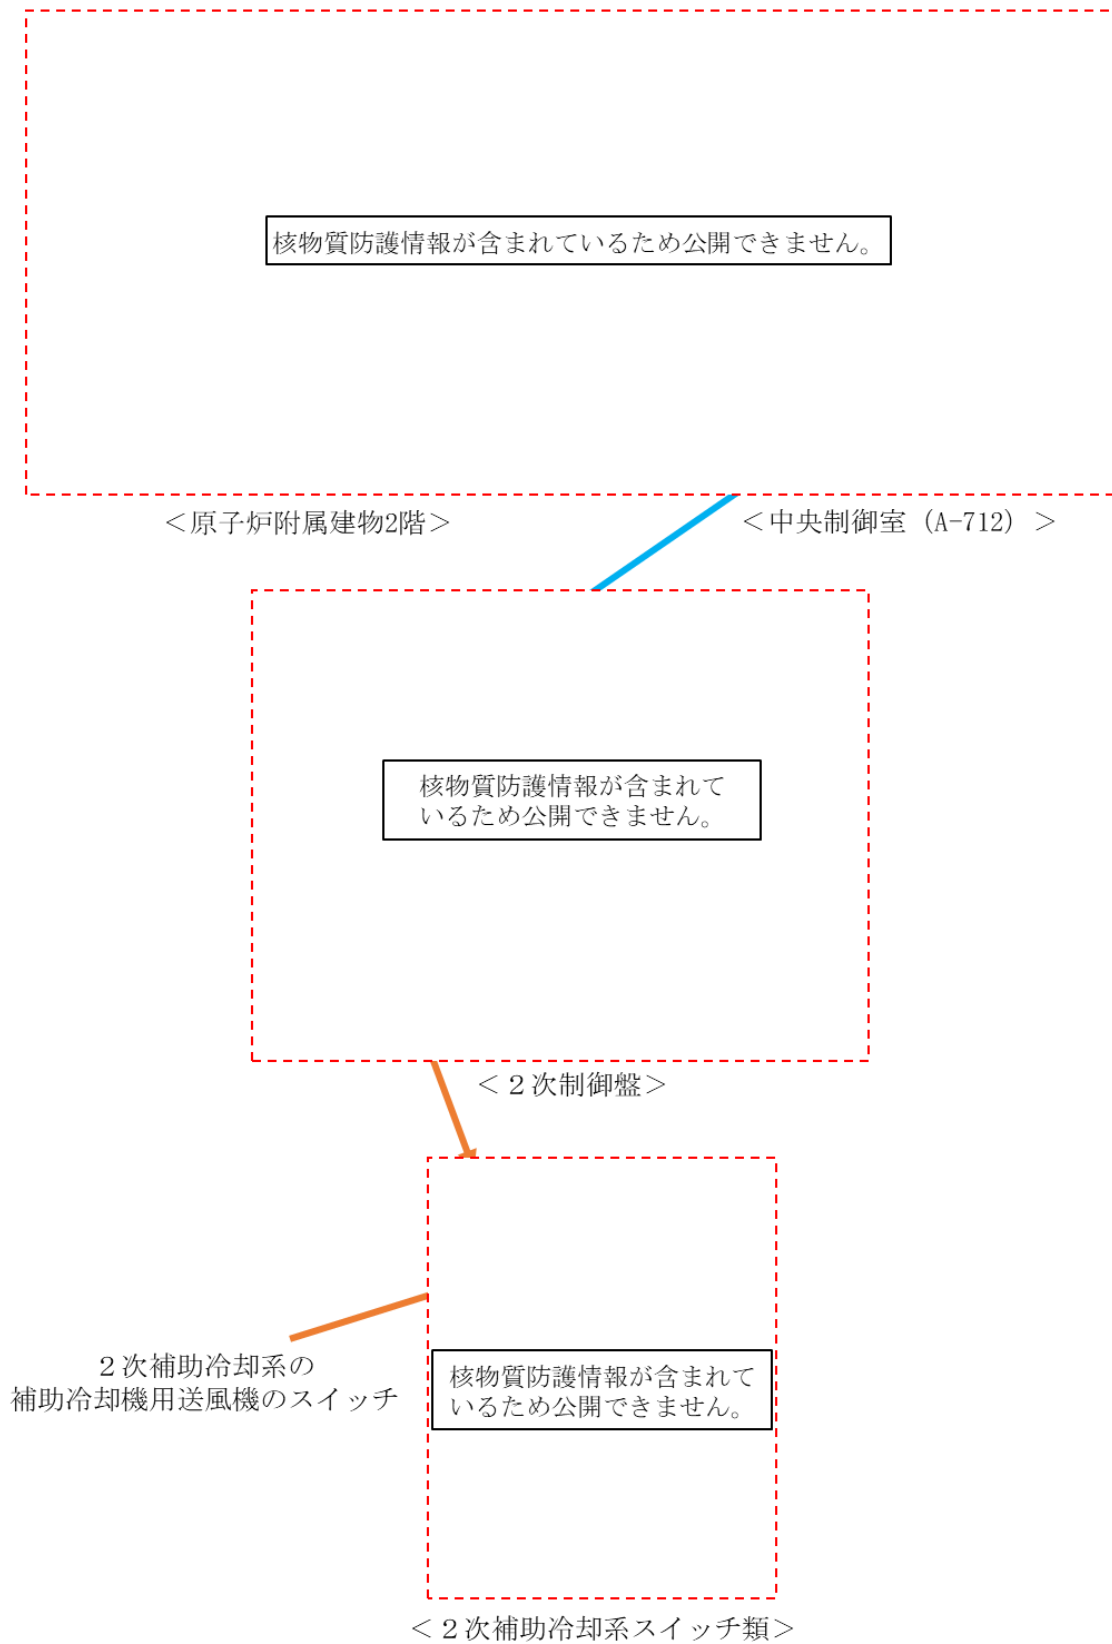 核物質防護情報が含まれているため公開できません。
＜原子炉附属建物2階＞
＜中央制御室（A-712）＞
核物質防護情報が含まれて
いるため公開できません。
＜２次制御盤＞
２次補助冷却系の
補助冷却機用送風機のスイッチ
核物質防護情報が含まれて
いるため公開できません。
＜２次補助冷却系スイッチ類＞